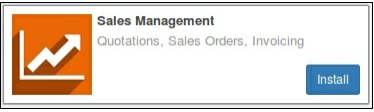 Sales Management
Quotations, Sales Orders, Invoicing
Install